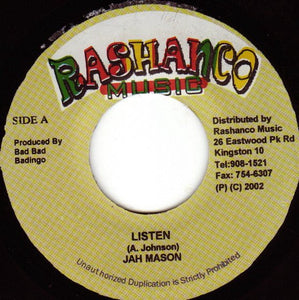 RASHANCO
MUSIC
SIDE A
Produced By
Bad Bad
Badingo
Distributed by
Rashanco Music
26 Eastwood Pk Rd
Kingston 10
Tel:908-1521
Fax: 754-6307
(P) (C) 2002
LISTEN
(A. Johnson)
JAH MASON
Unauthorized Duplication is Strictly Prohibited